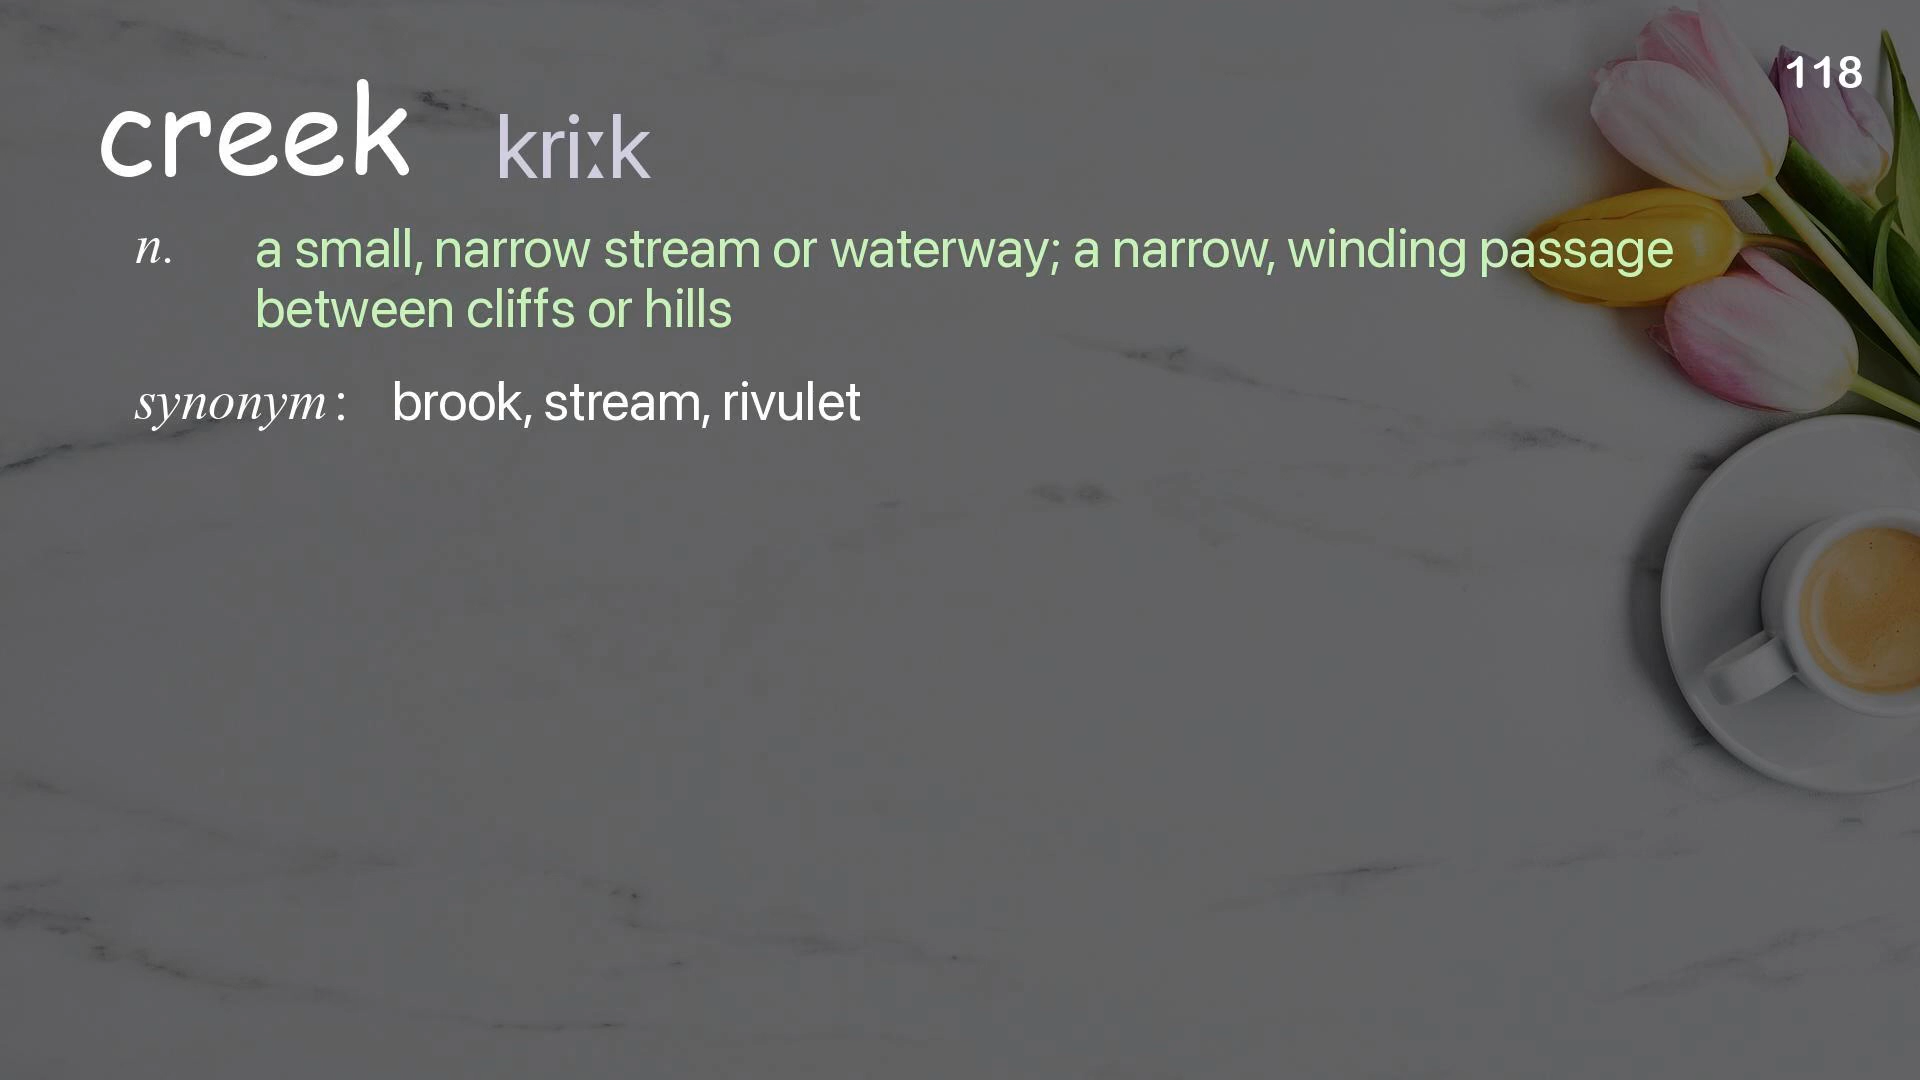 118
creek kriːk
n. a small, narrow stream or waterway; a narrow, winding passage
between cliffs or hills
synonym: brook, stream, rivulet